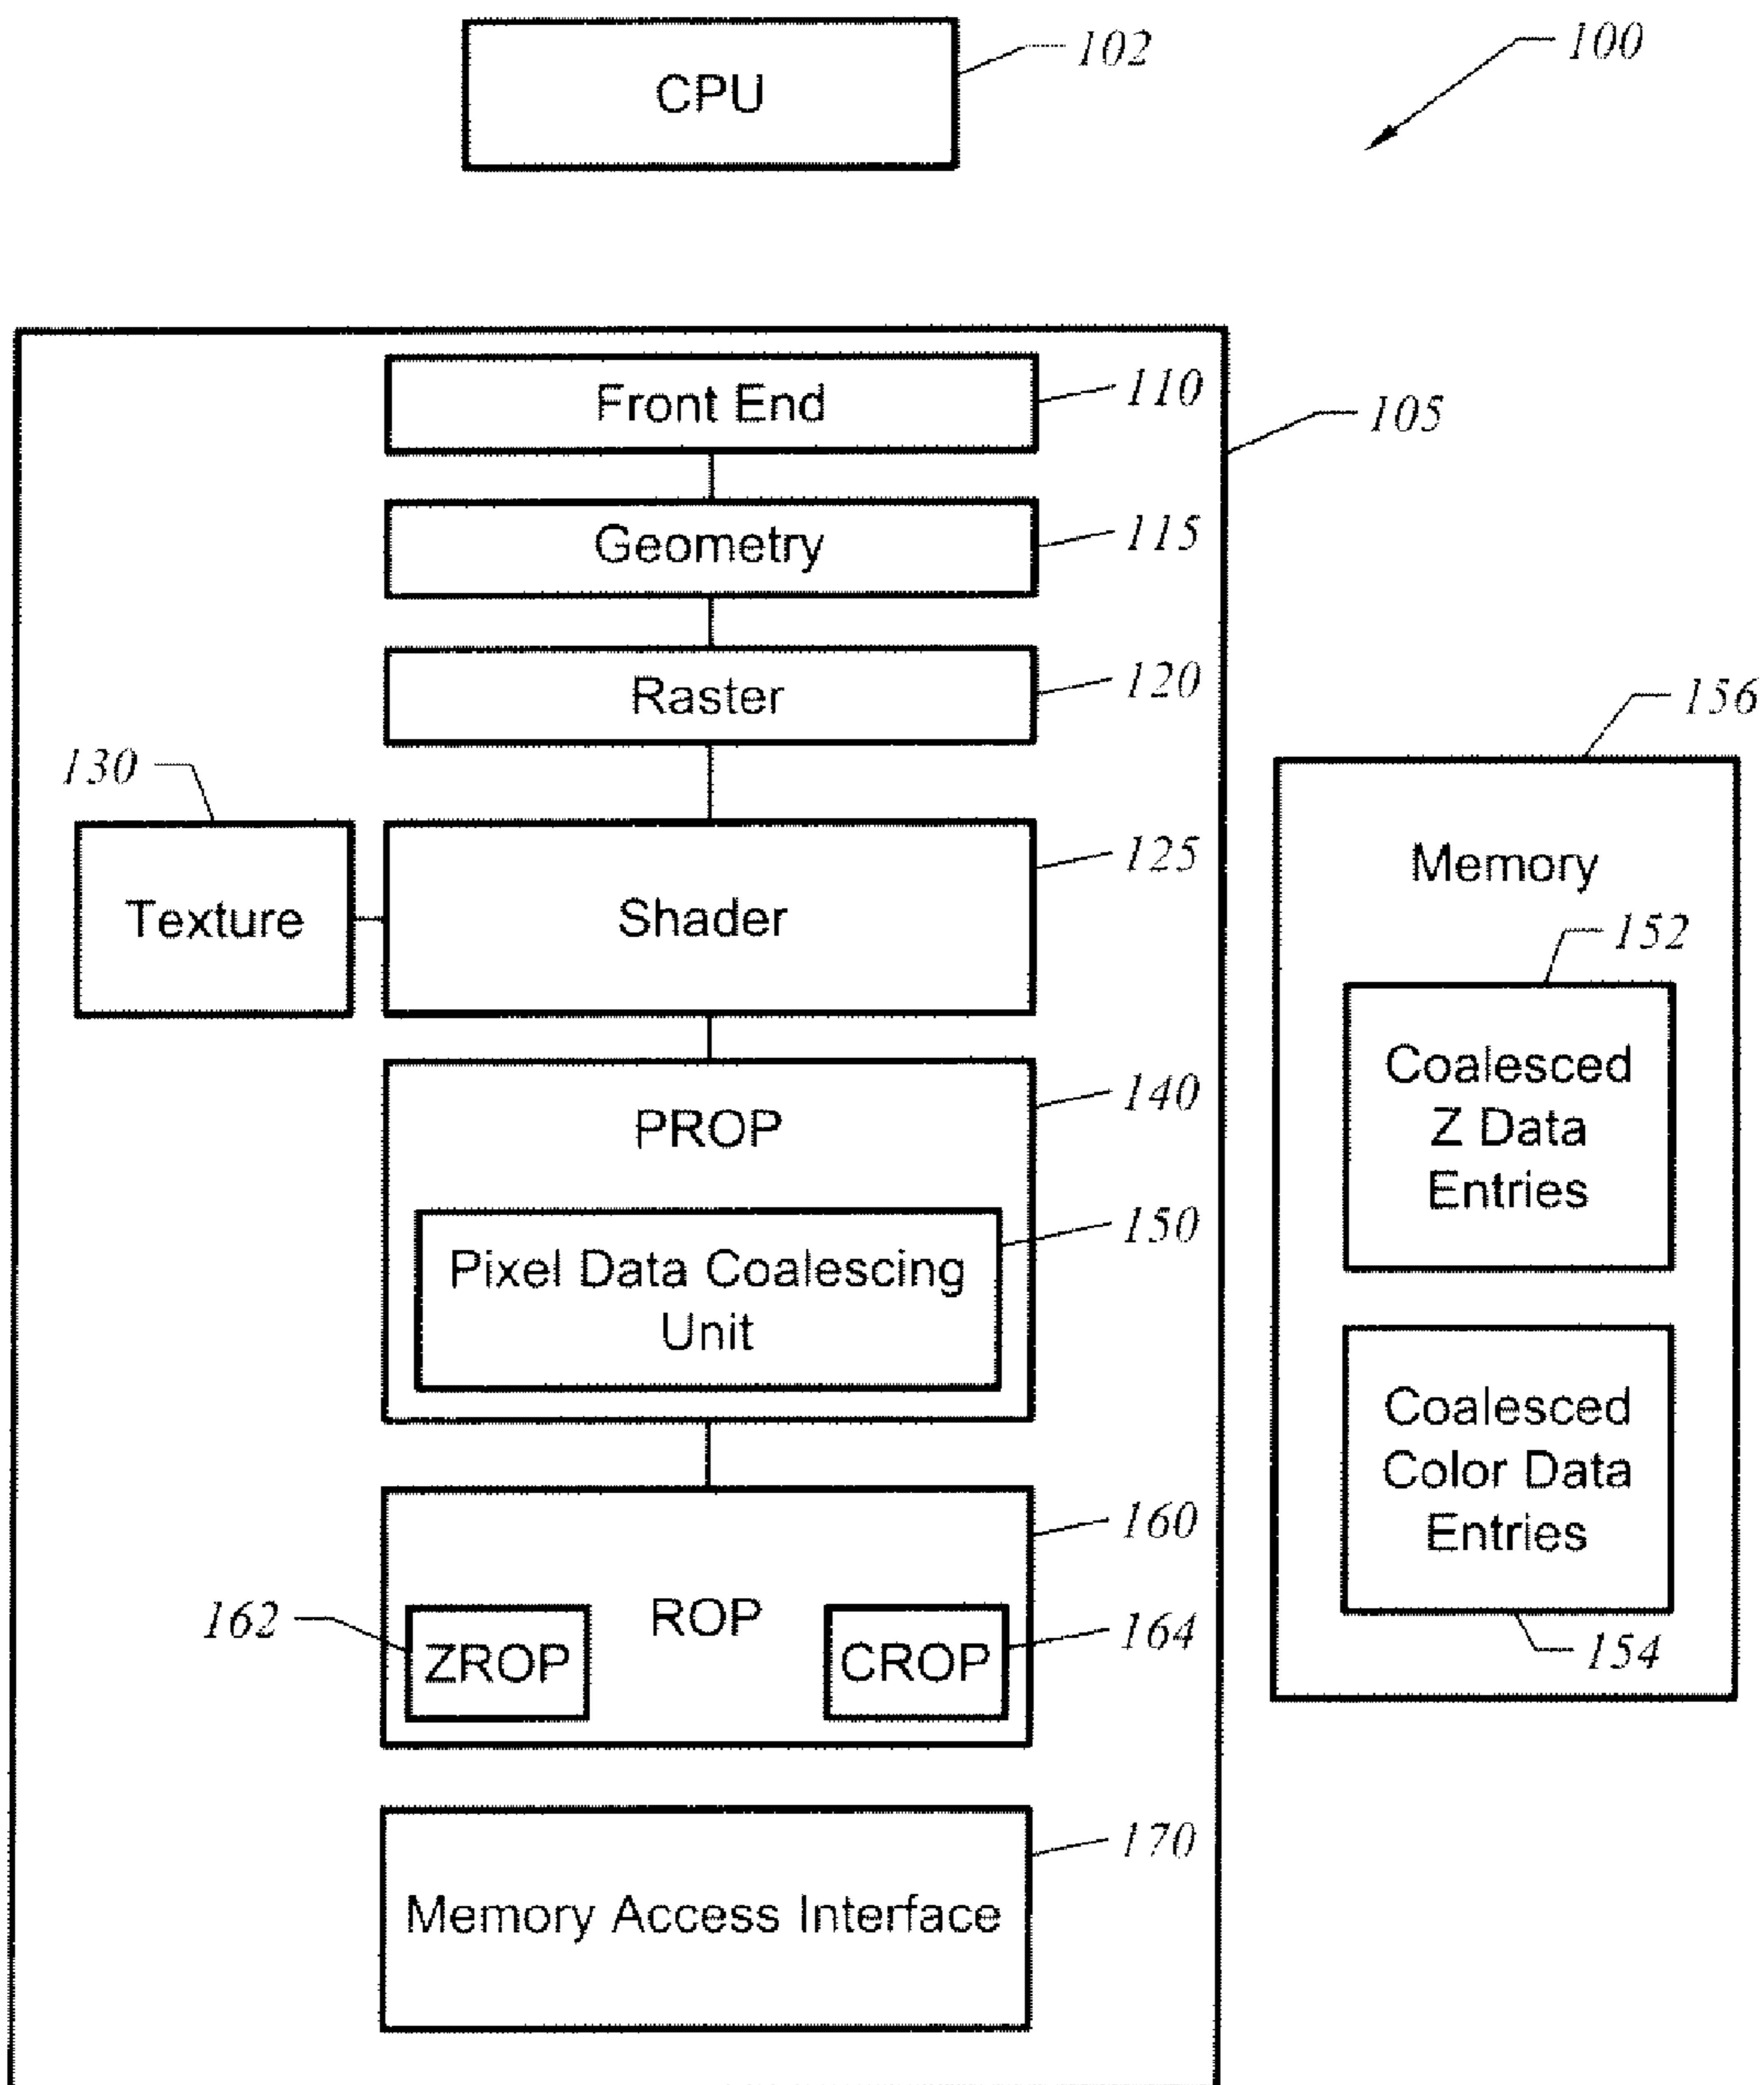 CPU
102
100
Front End
110
105
Geometry
115
Raster
120
156
130
Texture
Shader
125
Memory
152
Coalesced
Z Data
Entries
PROP
140
Pixel Data Coalescing
Unit
150
Coalesced
Color Data
Entries
154
ROP
160
162
ZROP
CROP
164
Memory Access Interface
170